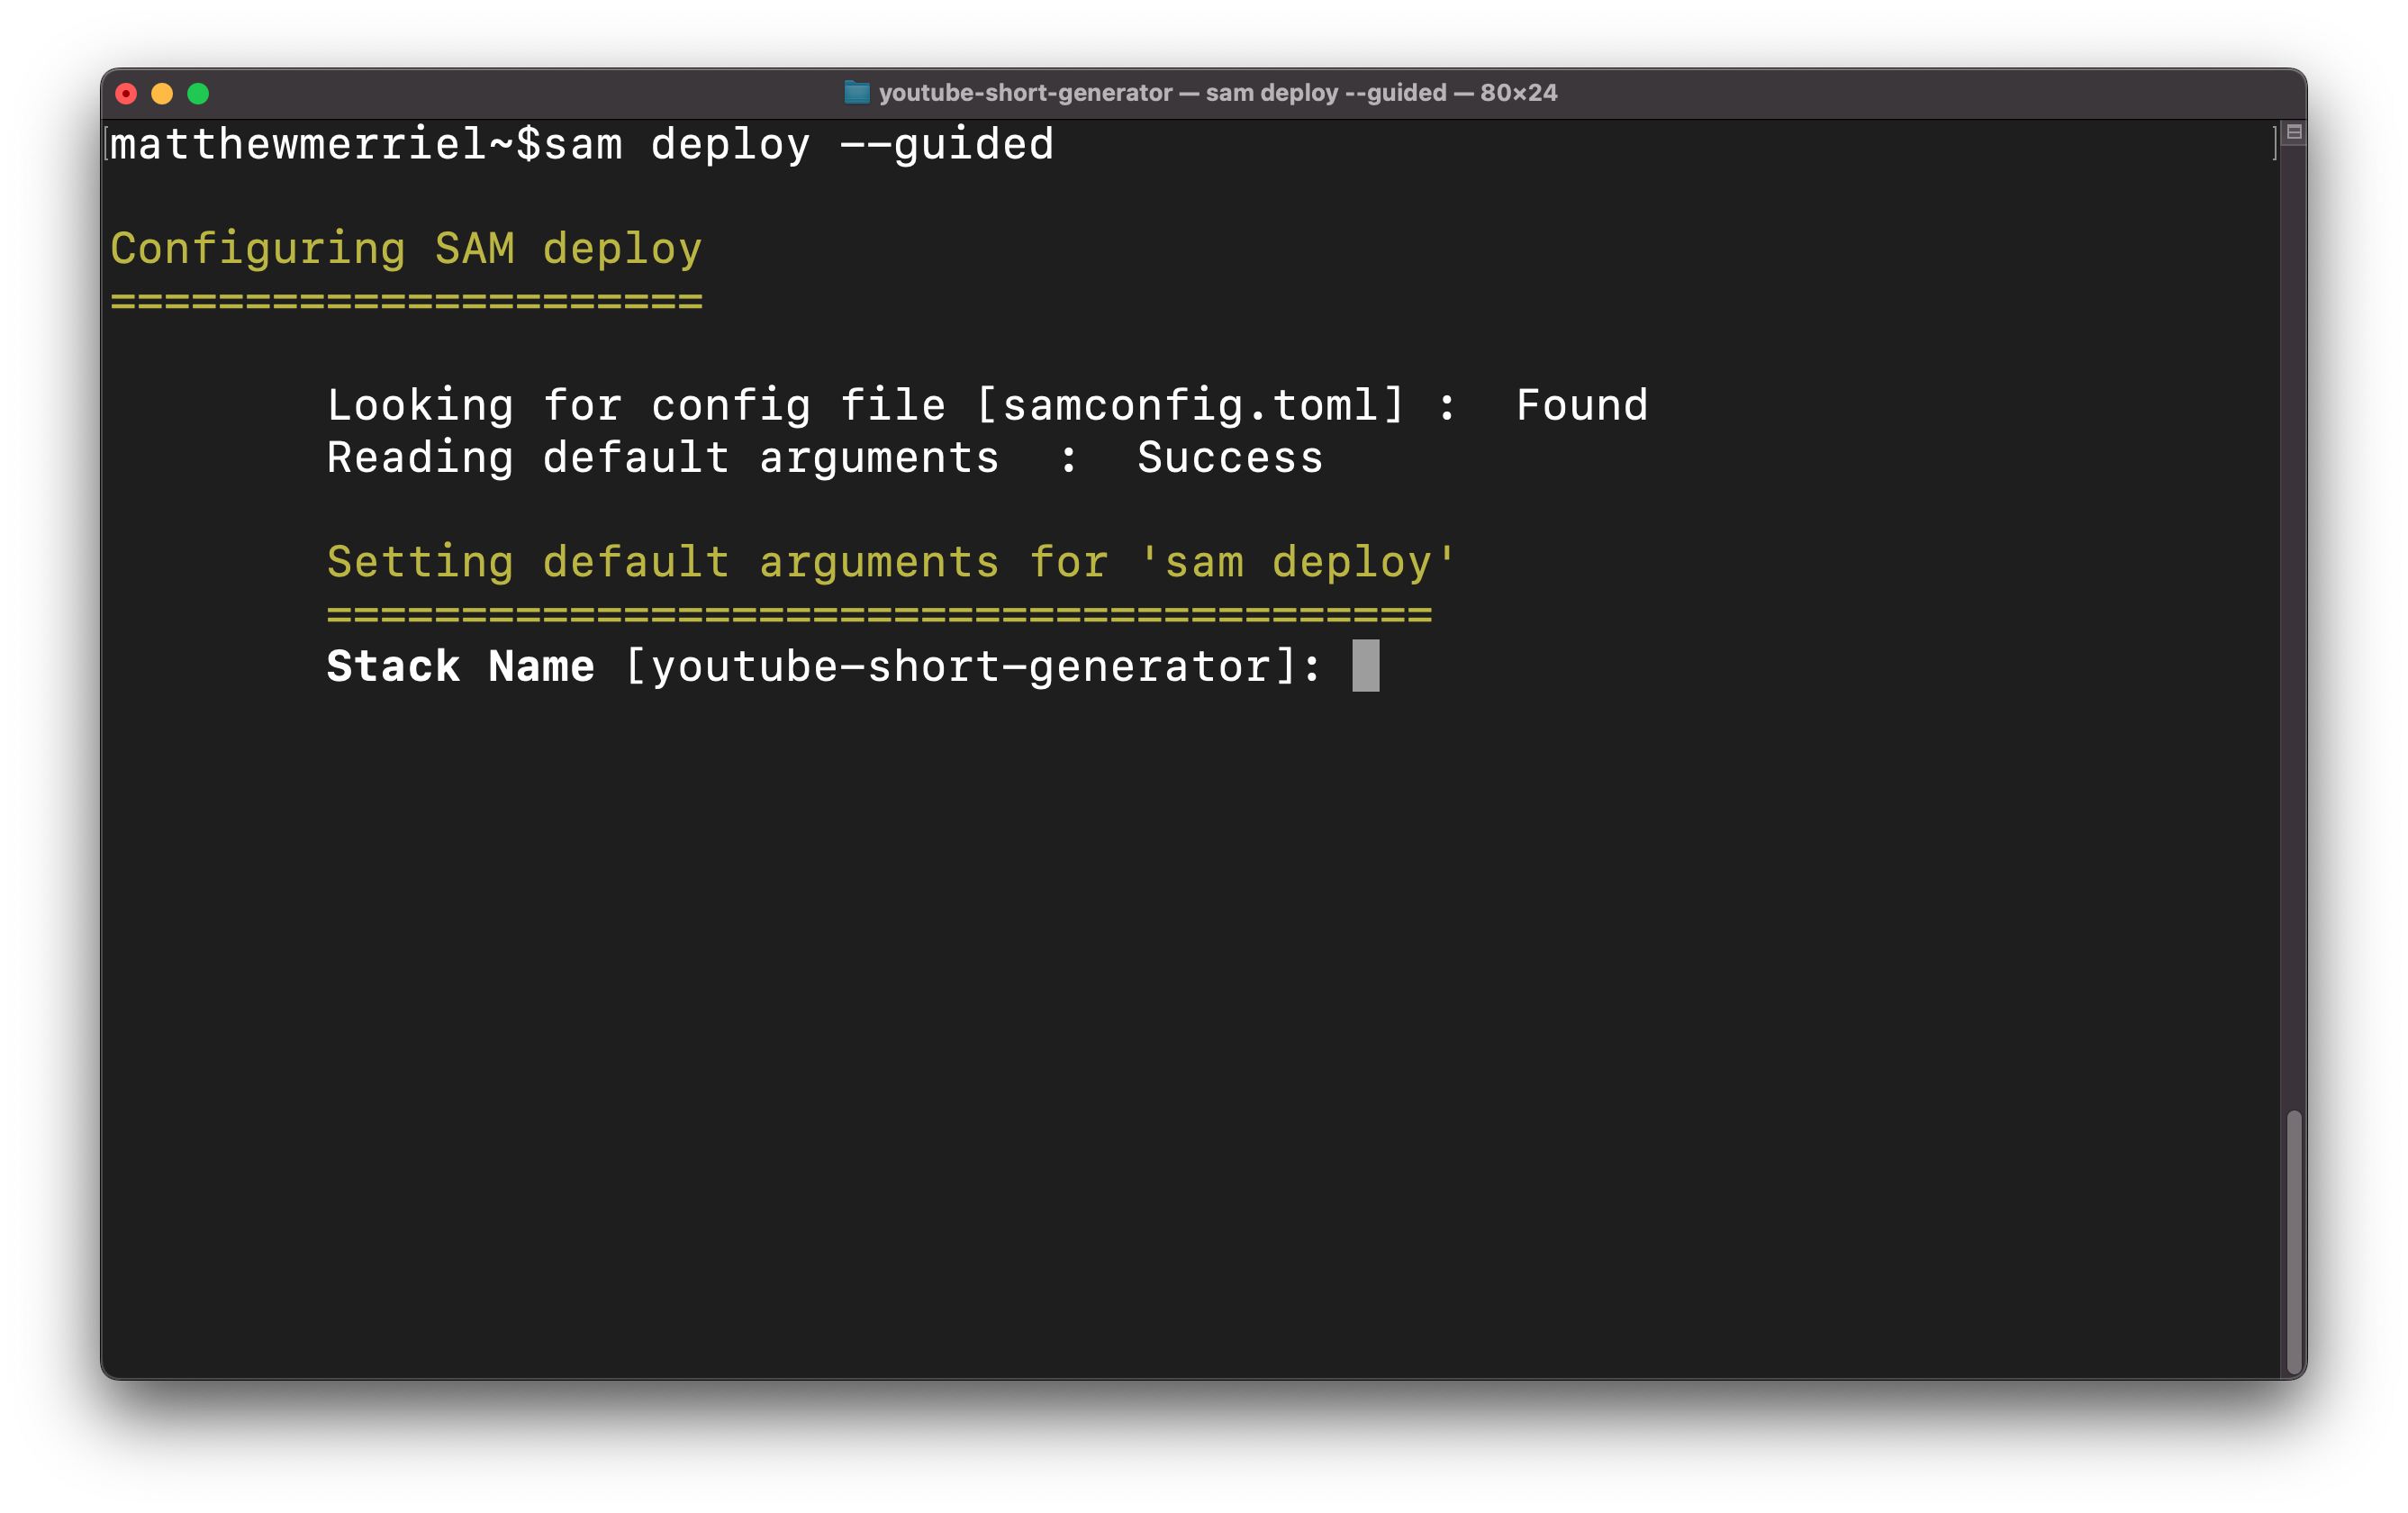 youtube-short-generator — sam deploy --guided — 80×24
matthewmerriel~$sam deploy --guided
Configuring SAM deploy
======================
Looking for config file [samconfig.toml] :  Found
Reading default arguments  :  Success
Setting default arguments for 'sam deploy'
=========================================
Stack Name [youtube-short-generator]: